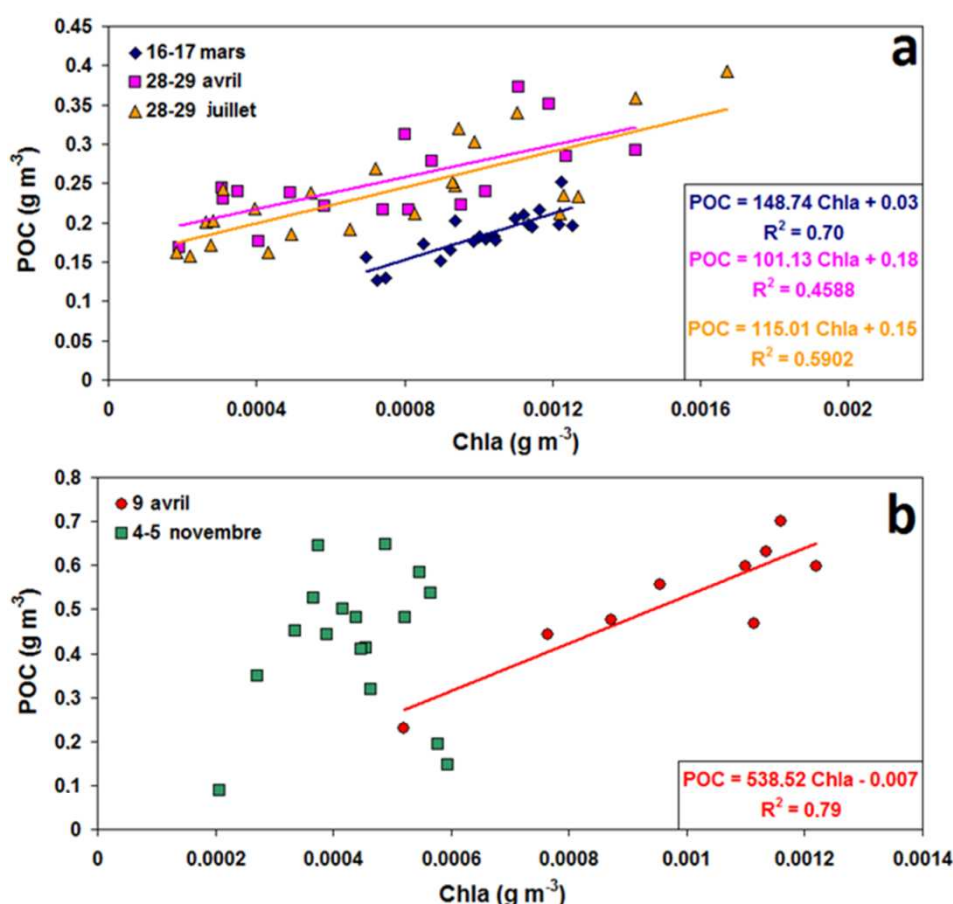 a
16-17 mars
28-29 avril
28-29 juillet
0.45
0.4
0.35
0.3
0.25
0.2
0.15
0.1
0.05
0
POC (g m-3)
POC = 148.74 Chla + 0.03
R2 = 0.70
POC = 101.13 Chla + 0.18
R2 = 0.4588
POC = 115.01 Chla + 0.15
R2 = 0.5902
0 0.0004 0.0008 0.0012 0.0016 0.002
Chla (g m-3)
b
9 avril
4-5 novembre
0.8
0.7
0.6
0.5
0.4
0.3
0.2
0.1
0
POC (g m-3)
POC = 538.52 Chla - 0.007
R2 = 0.79
0 0.0002 0.0004 0.0006 0.0008 0.001 0.0012 0.0014
Chla (g m-3)